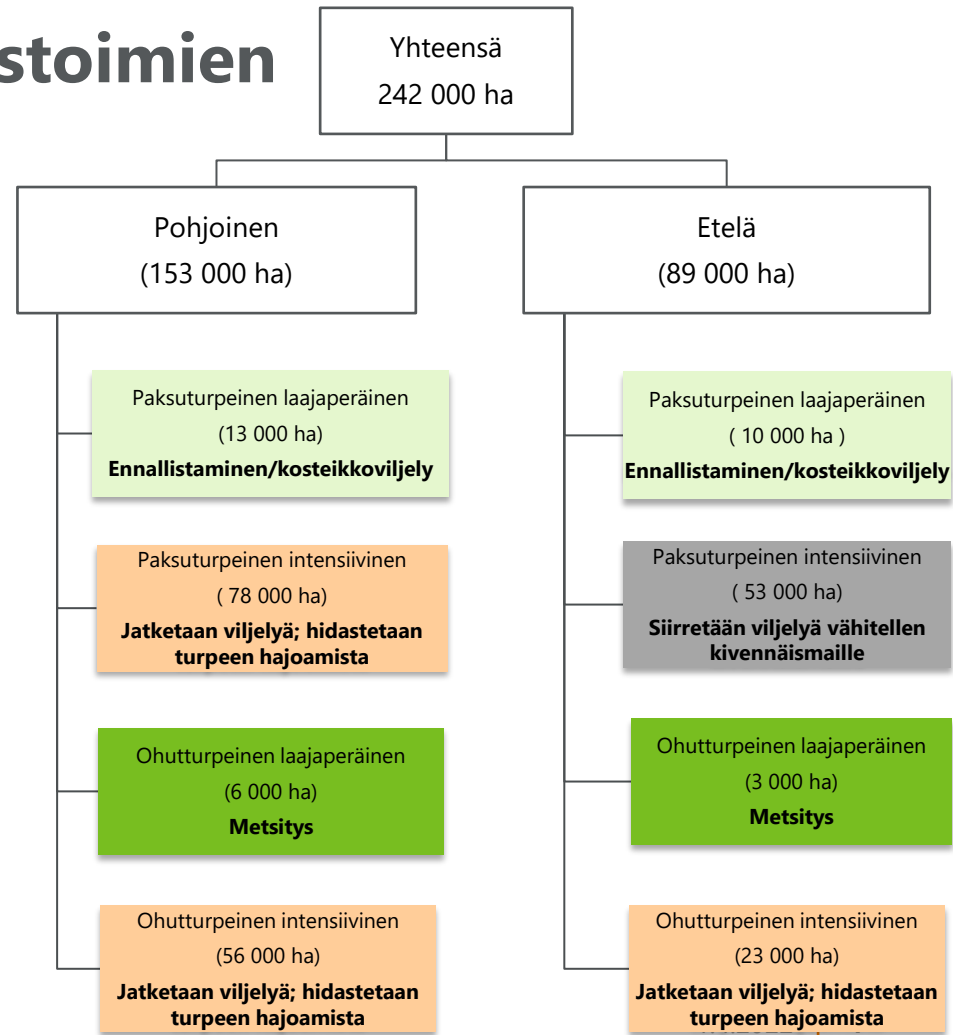 stoimien
Yhteensä
242 000 ha
Pohjoinen
(153 000 ha)
Etelä
(89 000 ha)
Paksuturpeinen laajaperäinen
(13 000 ha)
Ennallistaminen/kosteikkoviljely
Paksuturpeinen laajaperäinen
( 10 000 ha )
Ennallistaminen/kosteikkoviljely
Paksuturpeinen intensiivinen
( 78 000 ha)
Jatketaan viljelyä; hidastetaan
turpeen hajoamista
Paksuturpeinen intensiivinen
( 53 000 ha)
Siirretään viljelyä vähitellen
kivennäismaille
Ohutturpeinen laajaperäinen
(6 000 ha)
Metsitys
Ohutturpeinen laajaperäinen
(3 000 ha)
Metsitys
Ohutturpeinen intensiivinen
(56 000 ha)
Jatketaan viljelyä; hidastetaan
turpeen hajoamista
Ohutturpeinen intensiivinen
(23 000 ha)
Jatketaan viljelyä; hidastetaan
turpeen hajoamista